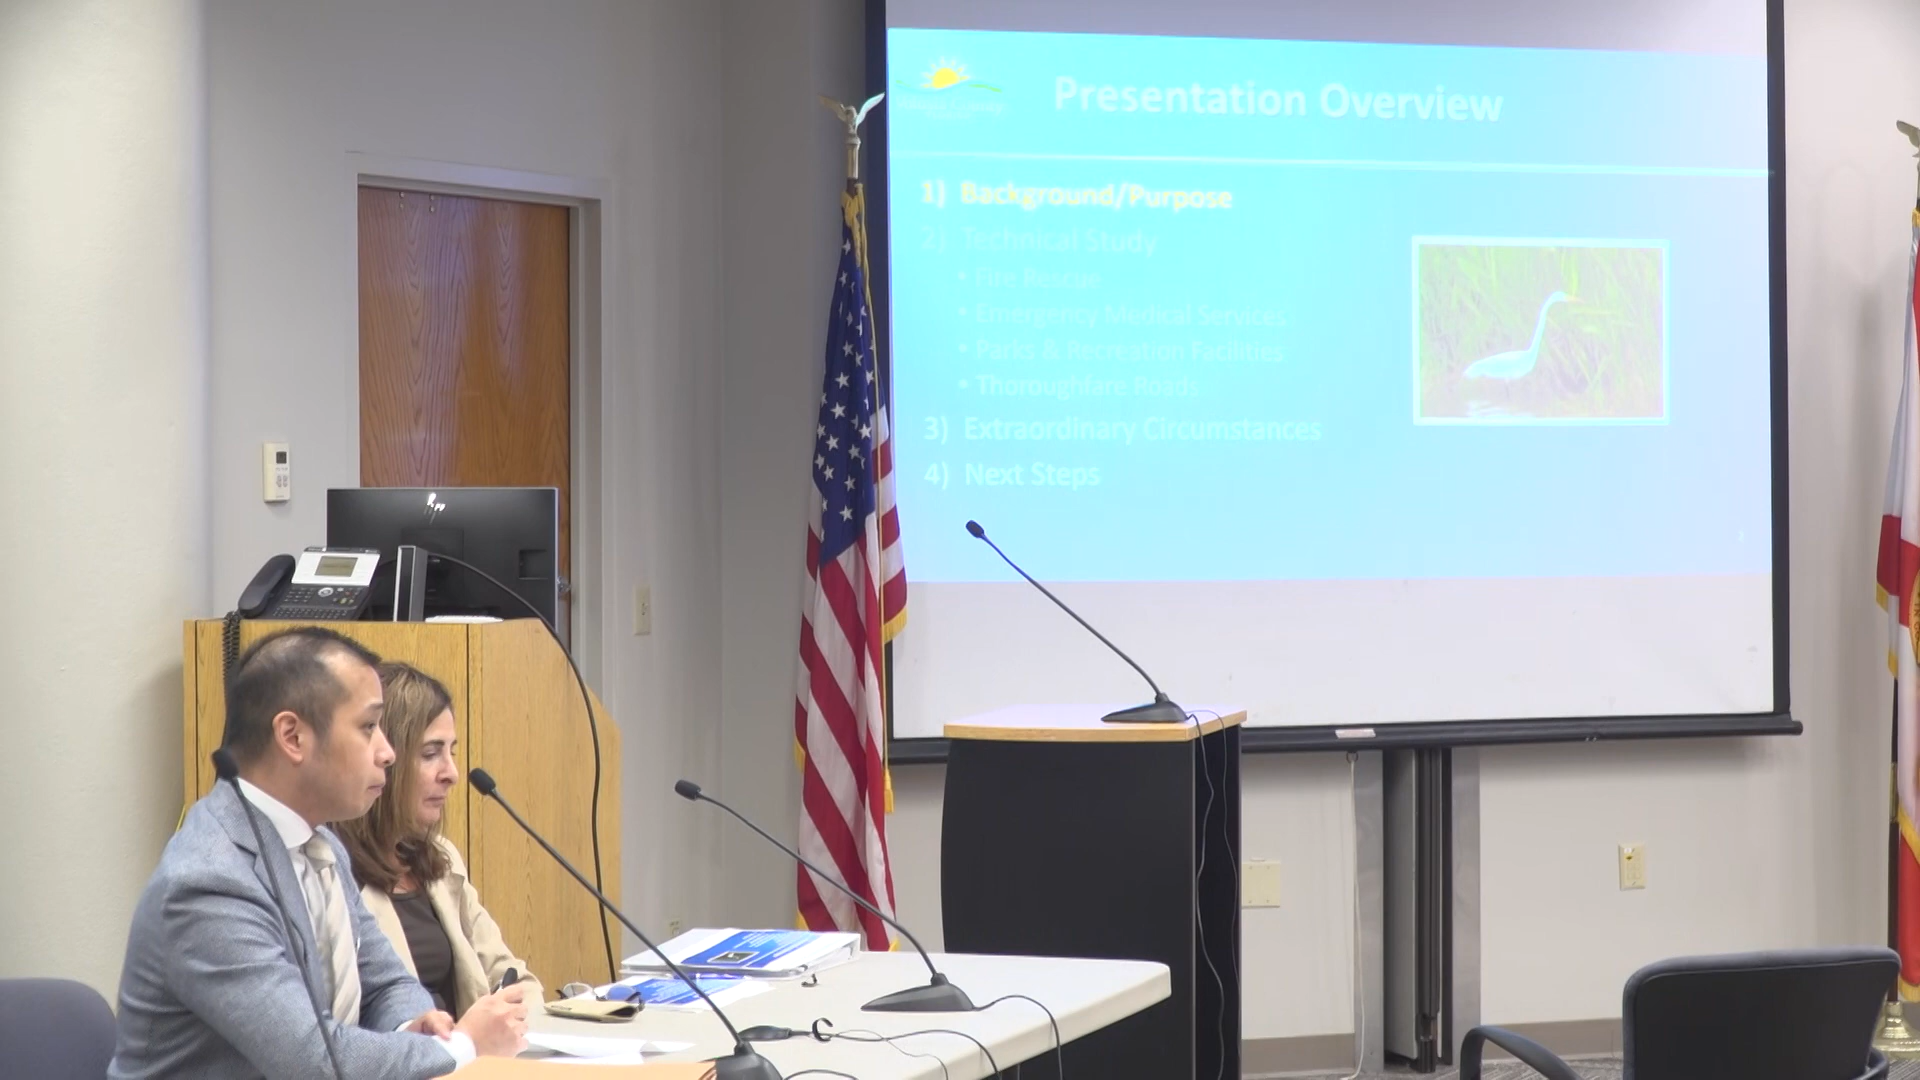 Presentation Overview
1) Background/Purpose
2) Technical Study
• Fire Rescue
• Emergency Medical Services
• Parks & Recreation Facilities
• Thoroughfare Roads
3) Extraordinary Circumstances
4) Next Steps